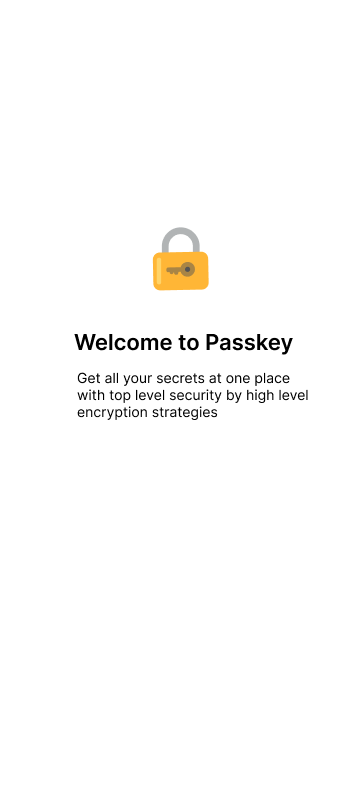 Welcome to Passkey
Get all your secrets at one place
with top level security by high level
encryption strategies